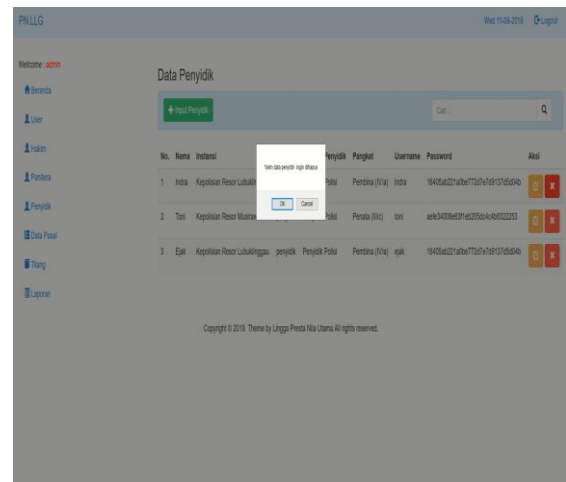 PN.LLG
Wed 11-09-2019 Logout
Welcome : admin
Beranda
User
Hakim
Panitera
Penyidik
Data Pasal
Tilang
Laporan
Data Penyidik
+ Input Penyidik
Cari..
No. Nama Instansi Penyidik Pangkat Username Password Aksi
1 Indra Kepolisian Resor Lubuklin Polisi Pembina (IV/a) Indra
2 Toni Kepolisian Resor Musirawa Polisi Penata (III/c) toni
3 Ejak Kepolisian Resor Lubuklinggau penyidik Penyidik Polisi Pembina (IV/a) ejak
Yakin data penyidik ingin dihapus
OK Cancel
Copyright © 2019. Theme by Lingga Presta Nila Utama All rights reserved.